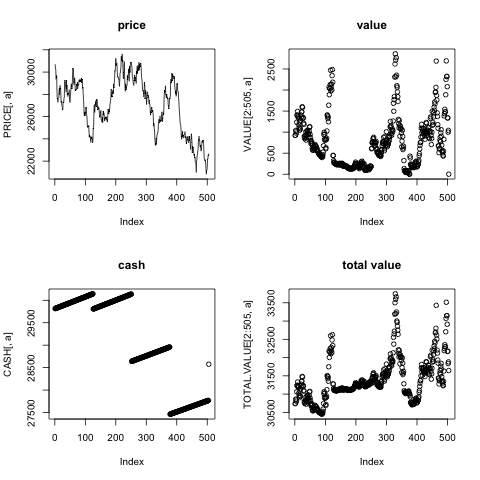 price
PRICE[, a]
22000 26000 30000
0 100 200 300 400 500
Index
value
VALUE[2:505, a]
0 500 1500 2500
0 100 200 300 400 500
Index
cash
CASH[, a]
27500 28500 29500
0 100 200 300 400 500
Index
total value
TOTAL.VALUE[2:505, a]
30500 31500 32500 33500
0 100 200 300 400 500
Index